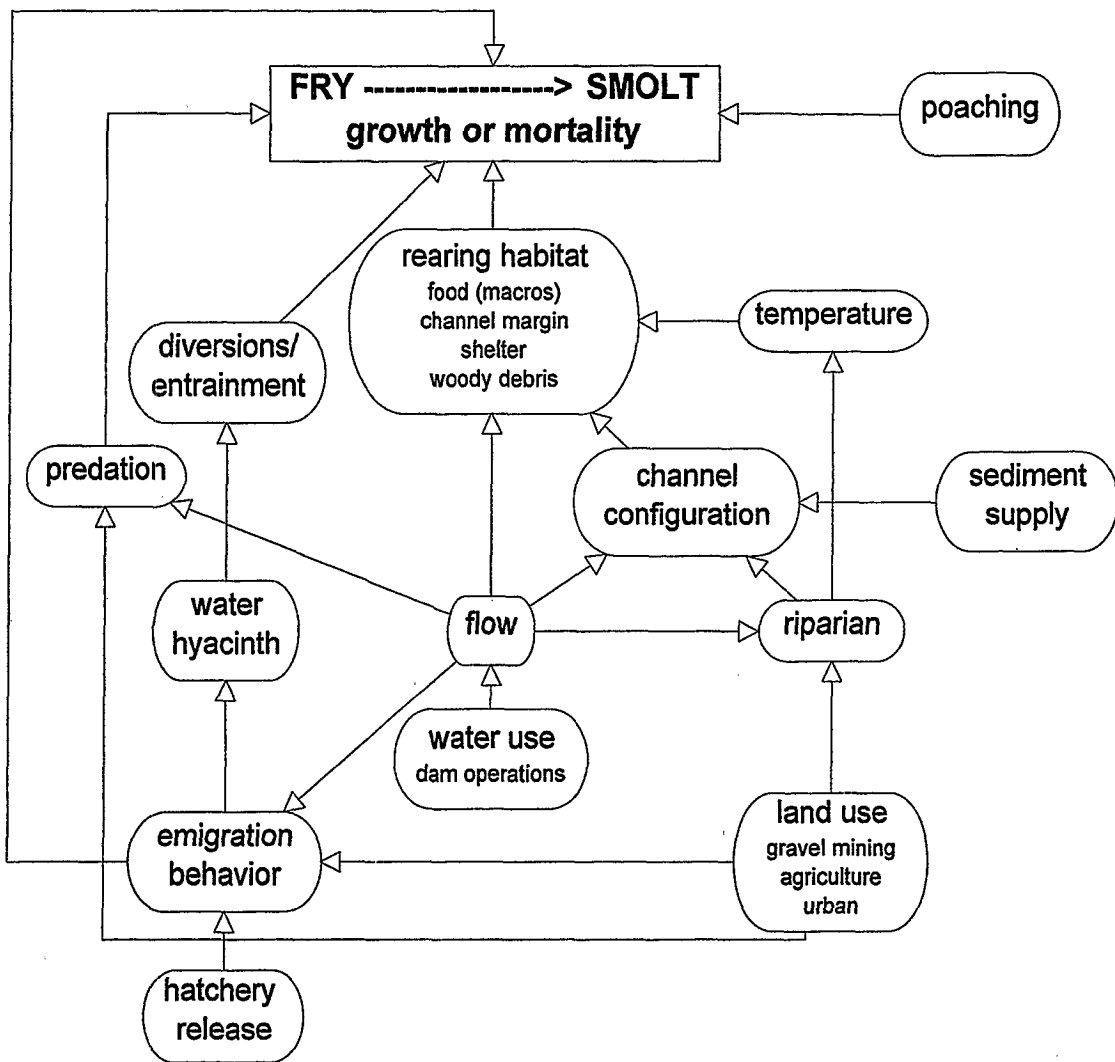 FRY ------------------> SMOLT
growth or mortality
poaching
rearing habitat
food (macros)
channel margin
shelter
woody debris
temperature
diversions/
entrainment
predation
channel
configuration
sediment
supply
water
hyacinth
flow
riparian
water use
dam operations
land use
gravel mining
agriculture
urban
emigration
behavior
hatchery
release